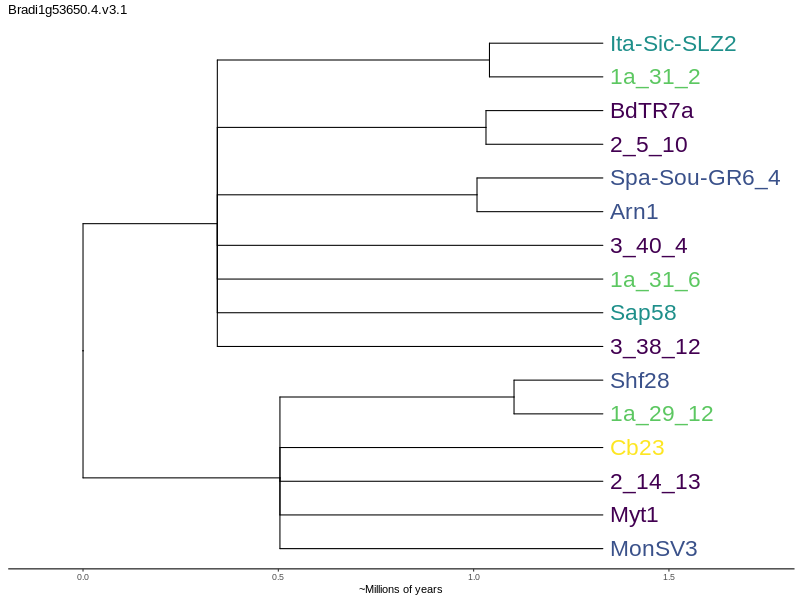 Bradi1g53650.4.v3.1
Ita-Sic-SLZ2
1a_31_2
BdTR7a
2_5_10
Spa-Sou-GR6_4
Arn1
3_40_4
1a_31_6
Sap58
3_38_12
Shf28
1a_29_12
Cb23
2_14_13
Myt1
MonSV3
0.0 0.5 1.0 1.5
~Millions of years